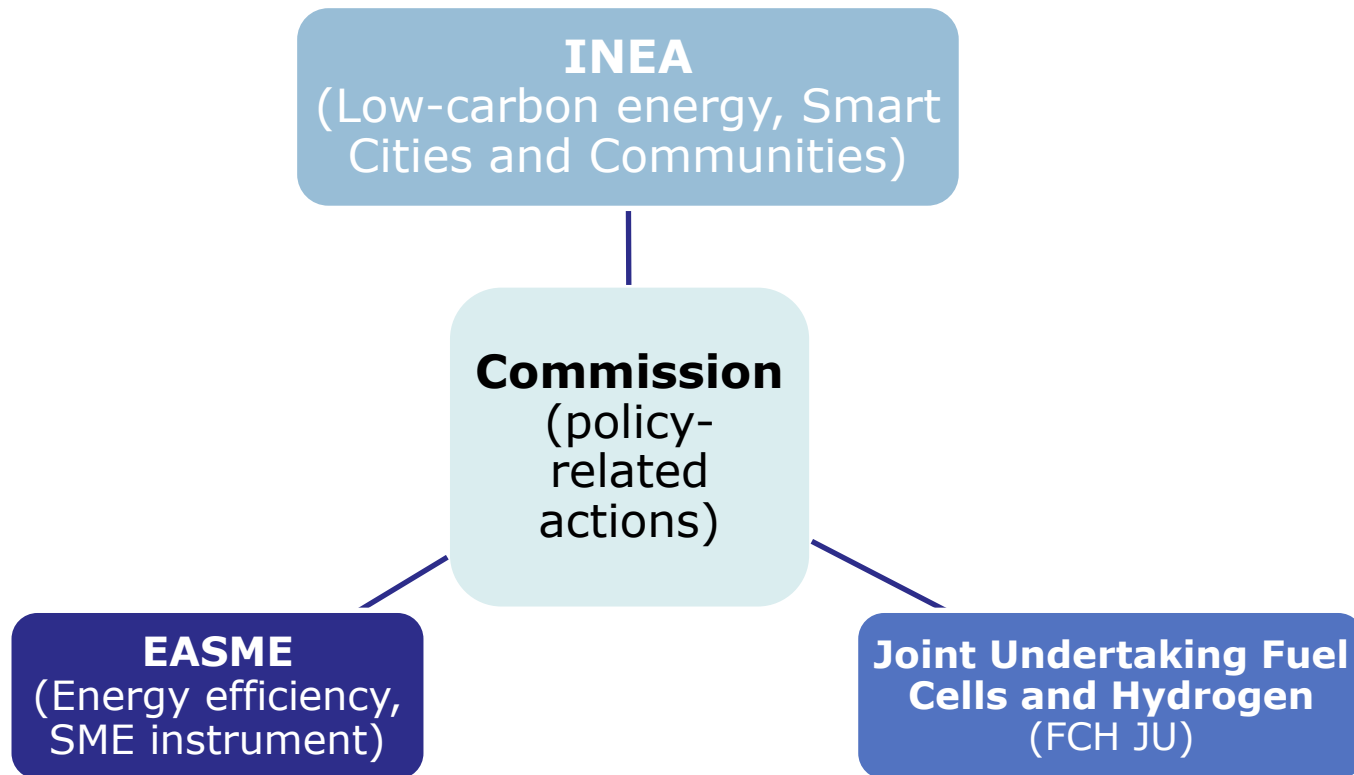 INEA
(Low-carbon energy, Smart
Cities and Communities)
Commission
(policy-
related
actions)
EASME
(Energy efficiency,
SME instrument)
Joint Undertaking Fuel
Cells and Hydrogen
(FCH JU)